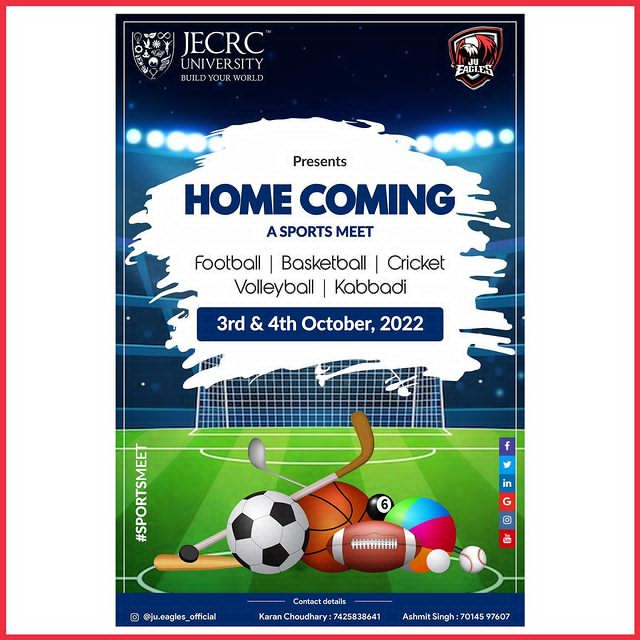 JECRC
UNIVERSITY
BUILD YOUR WORLD
JU
EAGLES
Presents
HOME COMING
A SPORTS MEET
Football | Basketball | Cricket
Volleyball | Kabbadi
3rd & 4th October, 2022
#SPORTSMEET
6
Contact details
@ju.eagles_official Karan Choudhary : 7425838641 Ashmit Singh : 70145 97607